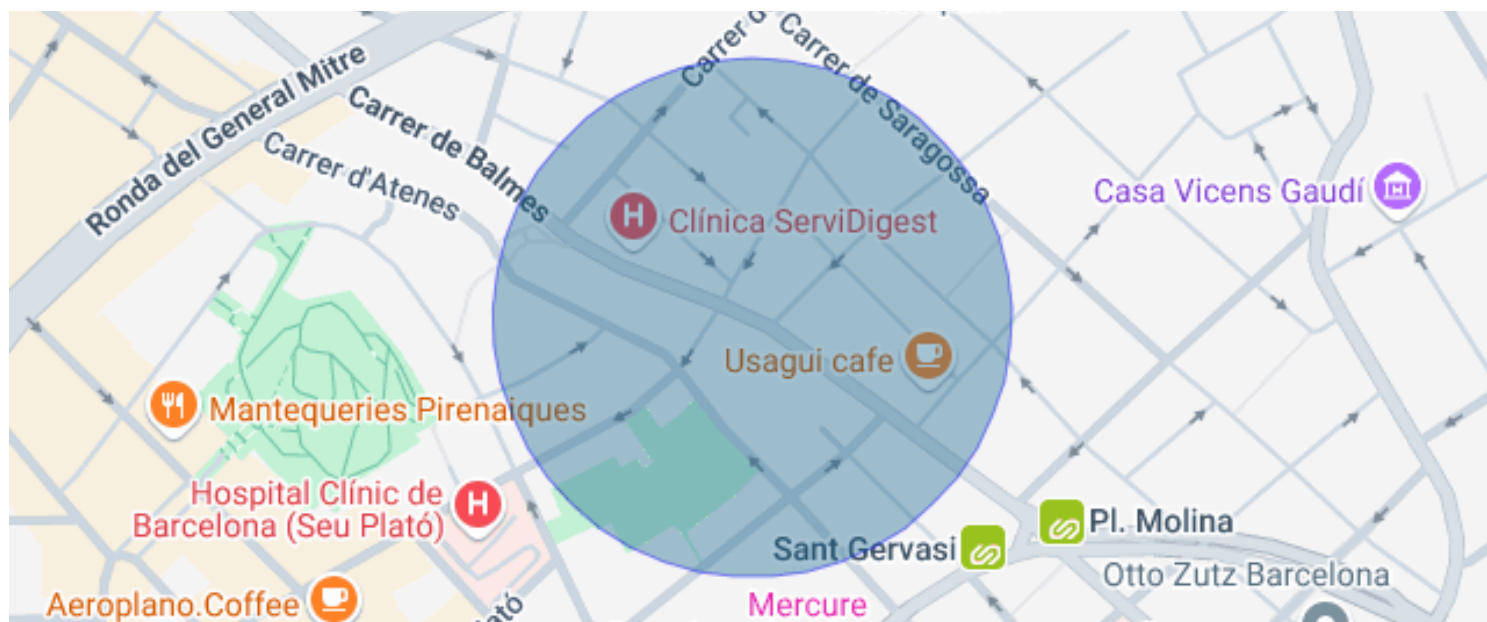 Carrer de Saragossa
Ronda del General Mitre
Carrer de Balmes
Carrer d'Atenes
Casa Vicens Gaudí
H
Clínica ServiDigest
Usagui cafe
Mantequeries Pirenaiques
Hospital Clínic de
Barcelona (Seu Plató)
H
Pl. Molina
Sant Gervasi
Otto Zutz Barcelona
Aeroplano.Coffee
Mercure